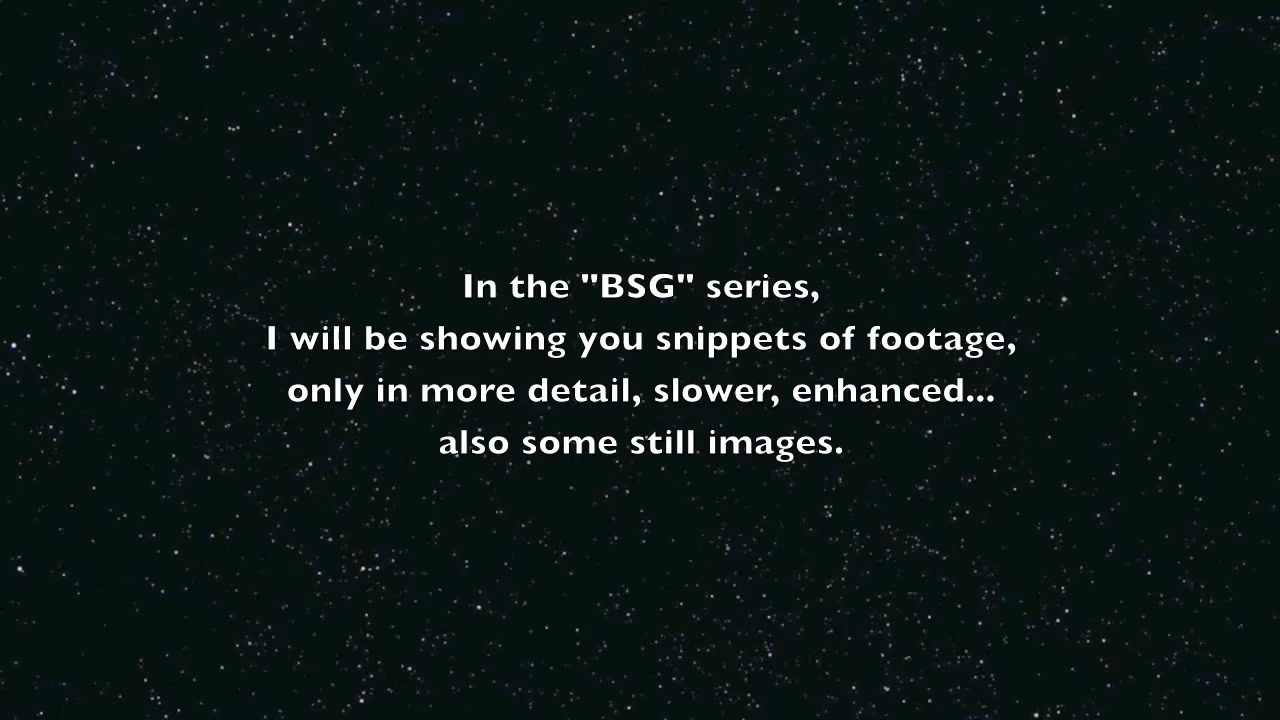 In the "BSG" series,
I will be showing you snippets of footage,
only in more detail, slower, enhanced...
also some still images.